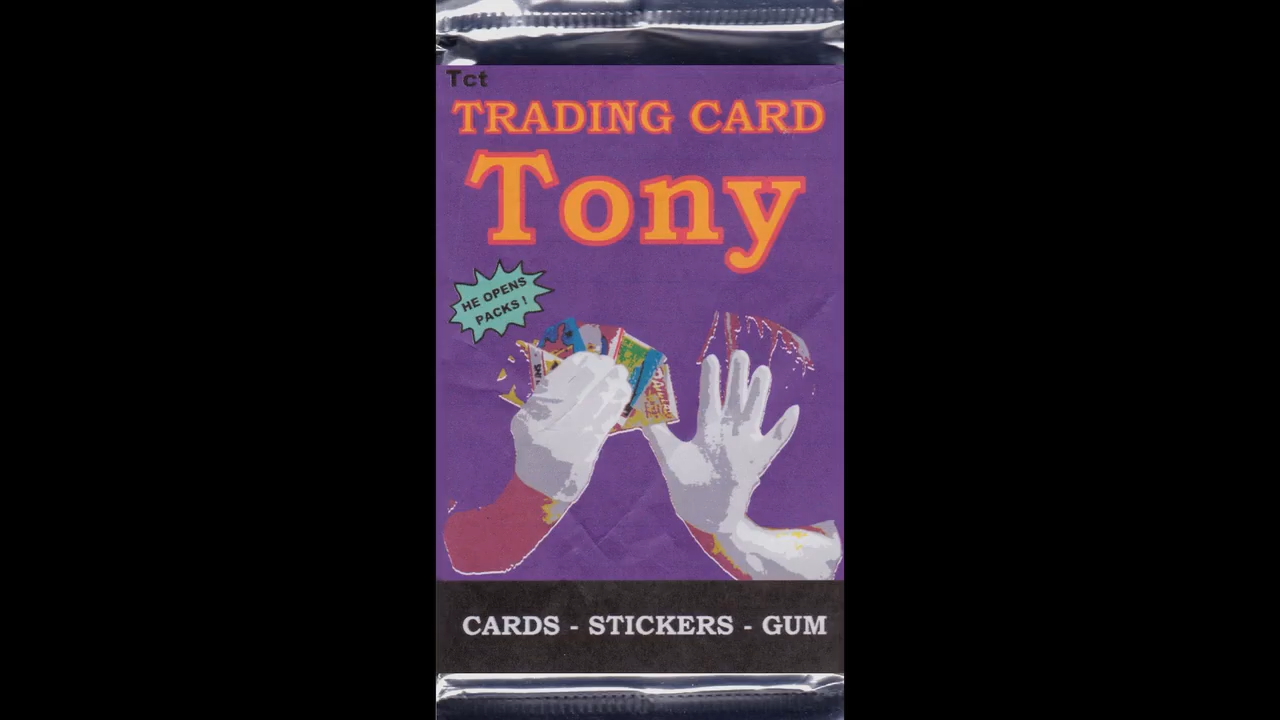 Tct
TRADING CARD
Tony
HE OPENS
PACKS!
CARDS - STICKERS - GUM